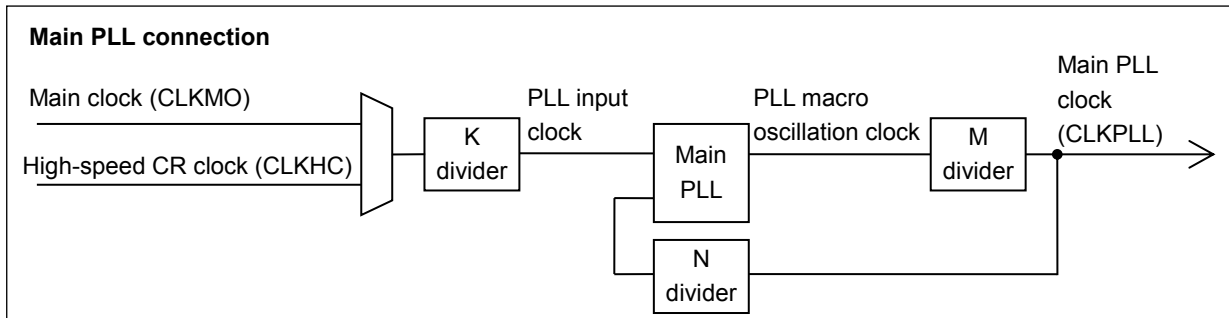 Main PLL connection
Main clock (CLKMO)
High-speed CR clock (CLKHC)
K
divider
PLL input
clock
Main
PLL
PLL macro
oscillation clock
M
divider
Main PLL
clock
(CLKPLL)
N
divider